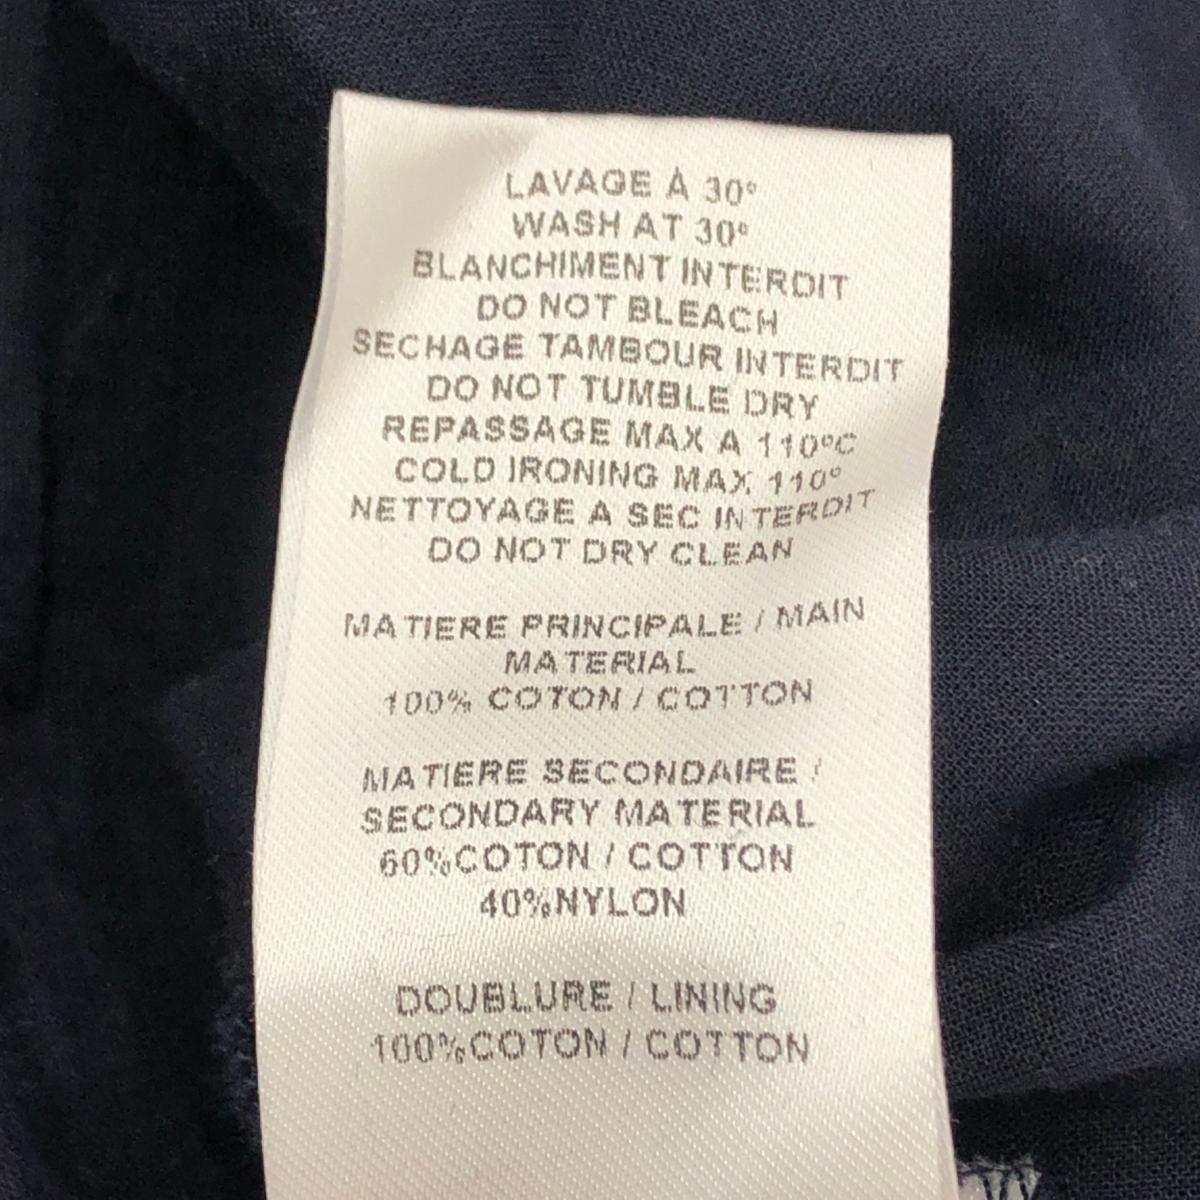 LAVAGE À 30°
WASH AT 30°
BLANCHIMENT INTERDIT
DO NOT BLEACH
SECHAGE TAMBOUR INTERDIT
DO NOT TUMBLE DRY
REPASSAGE MAX A 110°C
COLD IRONING MAX 110°
NETTOYAGE A SEC INTERDIT
DO NOT DRY CLEAN
MATIERE PRINCIPALE / MAIN
MATERIAL
100% COTON / COTTON
MATIERE SECONDAIRE /
SECONDARY MATERIAL
60%COTON / COTTON
40%NYLON
DOUBLURE / LINING
100%COTON / COTTON